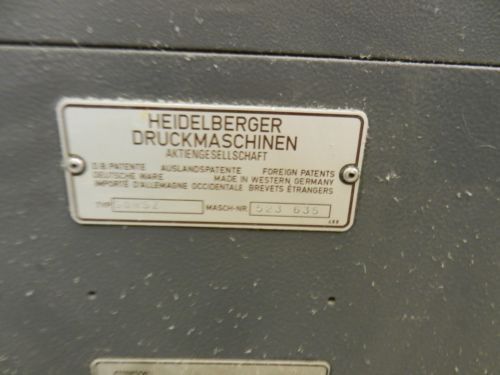 HEIDELBERGER
DRUCKMASCHINEN
AKTIENGESELLSCHAFT
D.B. PATENTE AUSLANDSPATENTE FOREIGN PATENTS
DEUTSCHE WARE MADE IN WESTERN GERMANY
IMPORTÉ D'ALLEMAGNE OCCIDENTALE BREVETS ÉTRANGERS
TYP MASCH-NR 523 635